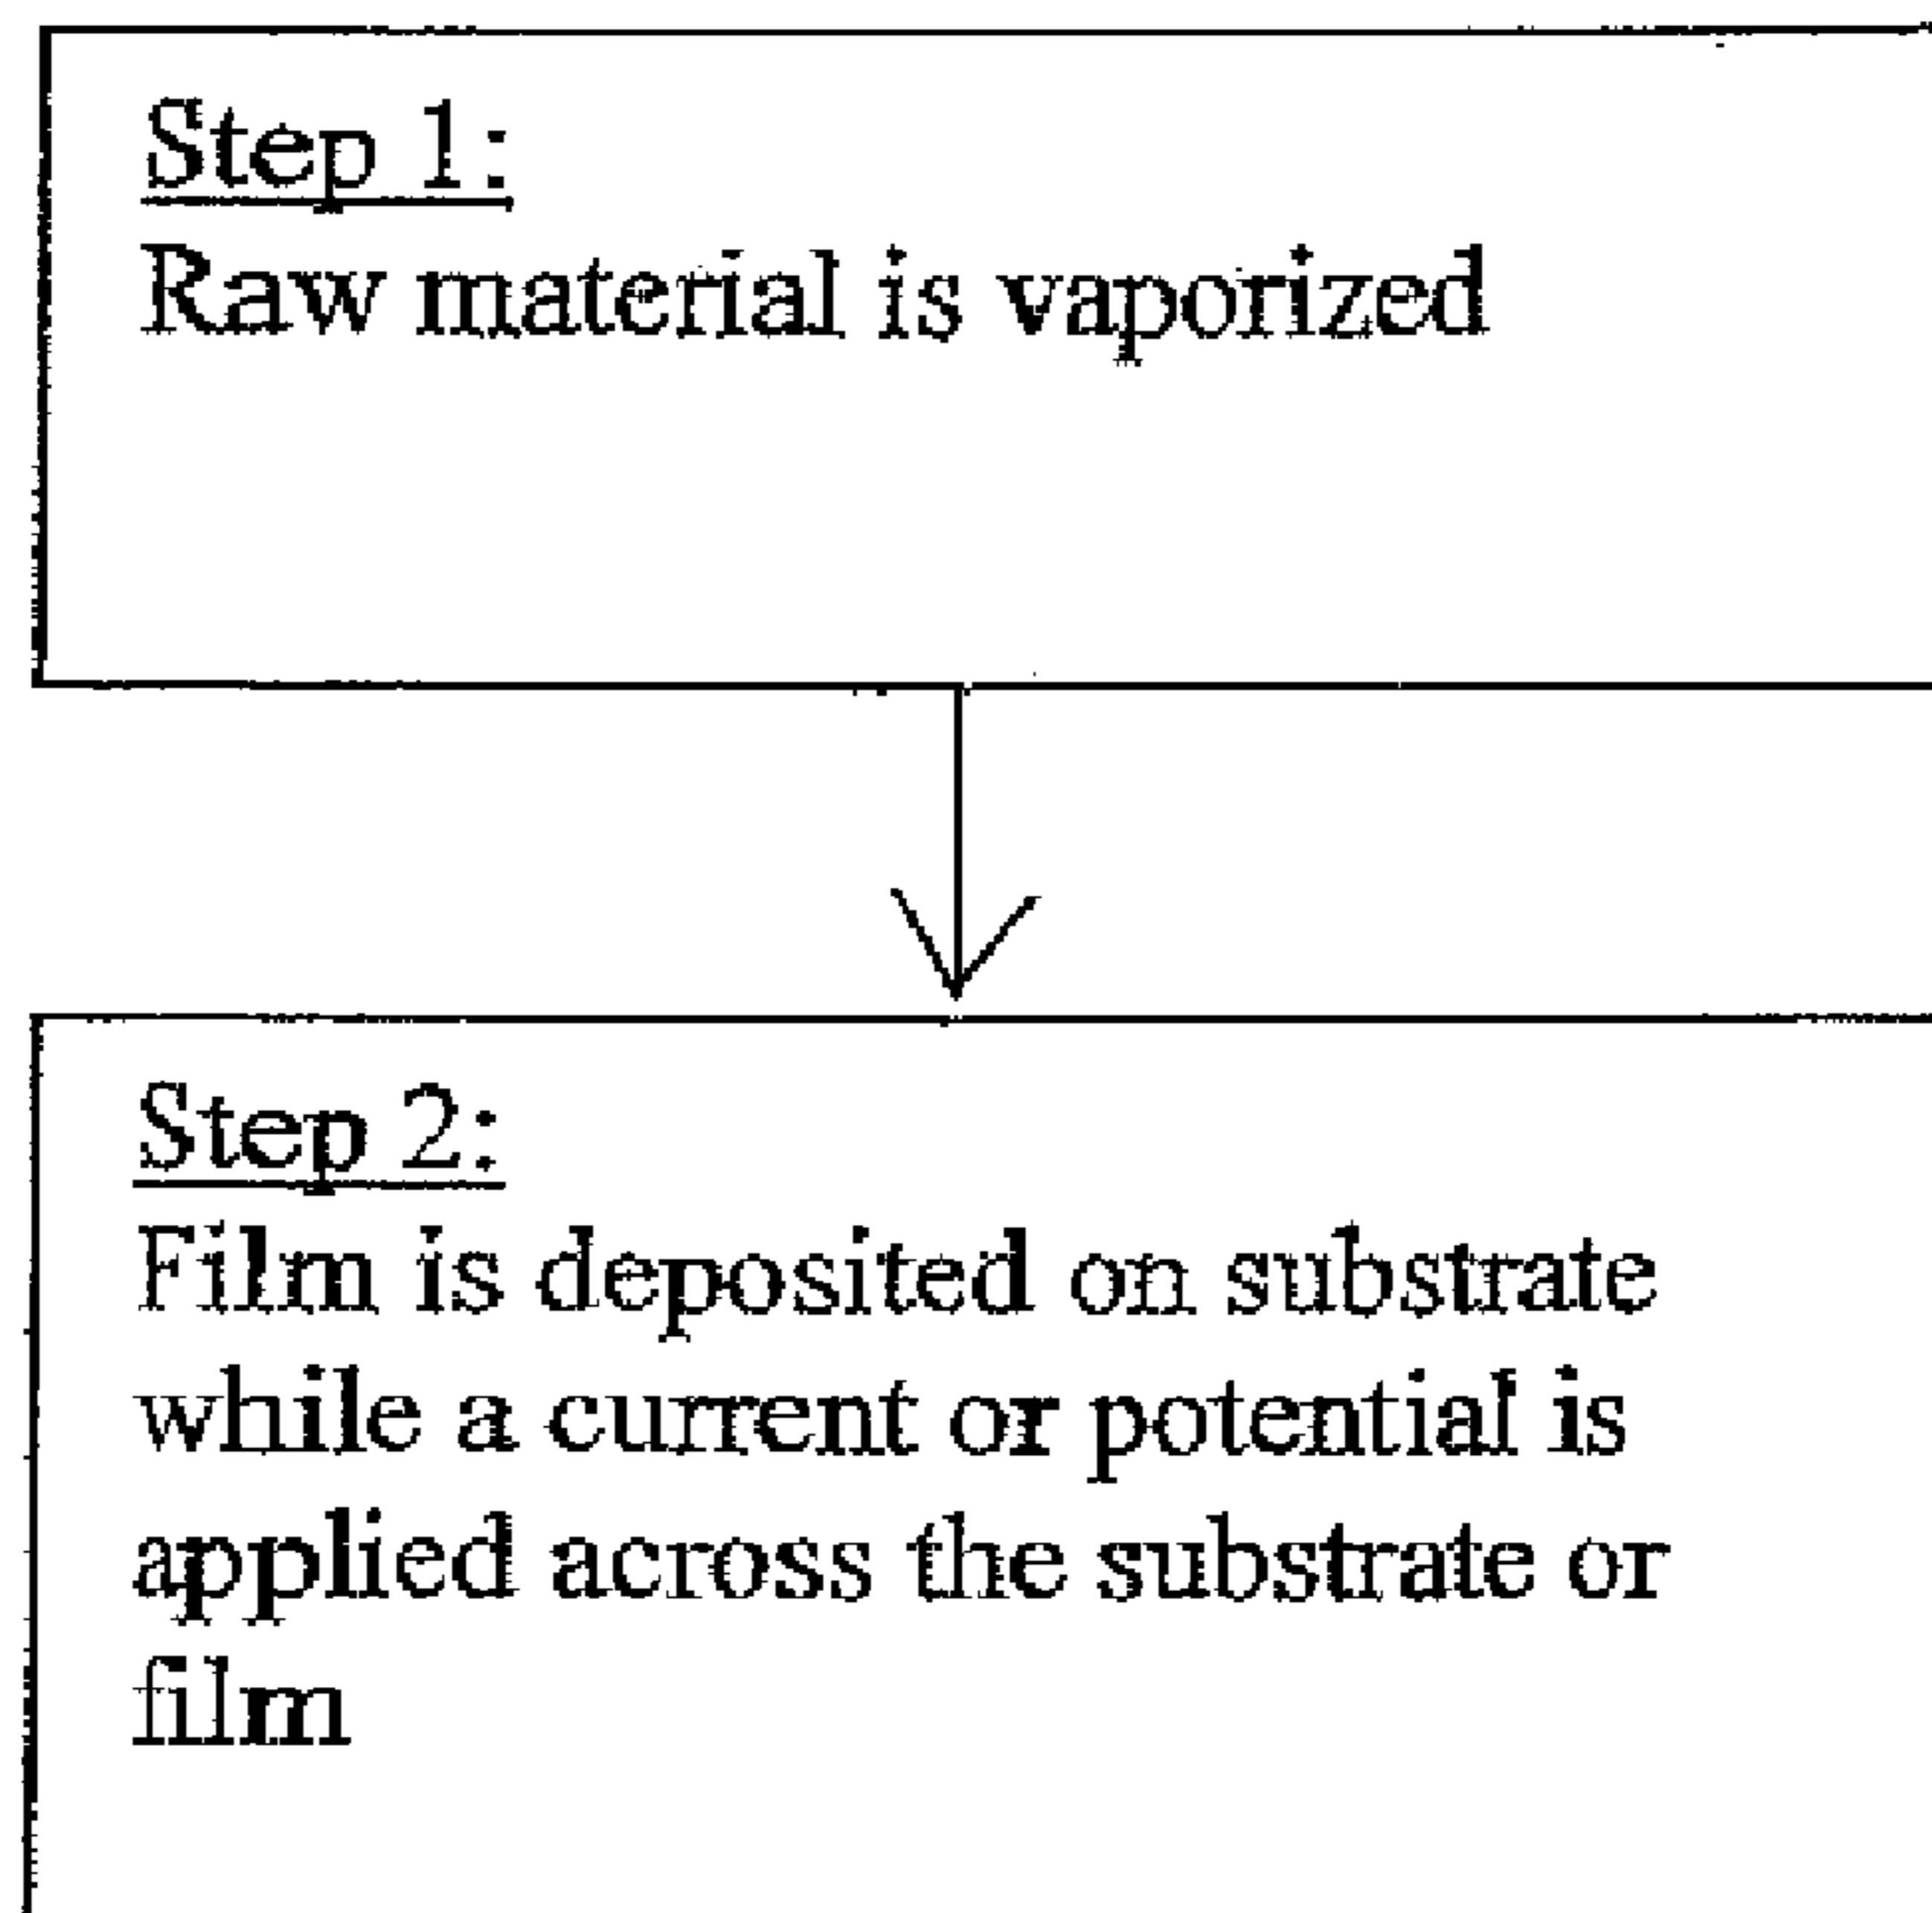 Step 1:
Raw material is vaporized
Step 2:
Film is deposited on substrate
while a current or potential is
applied across the substrate or
film